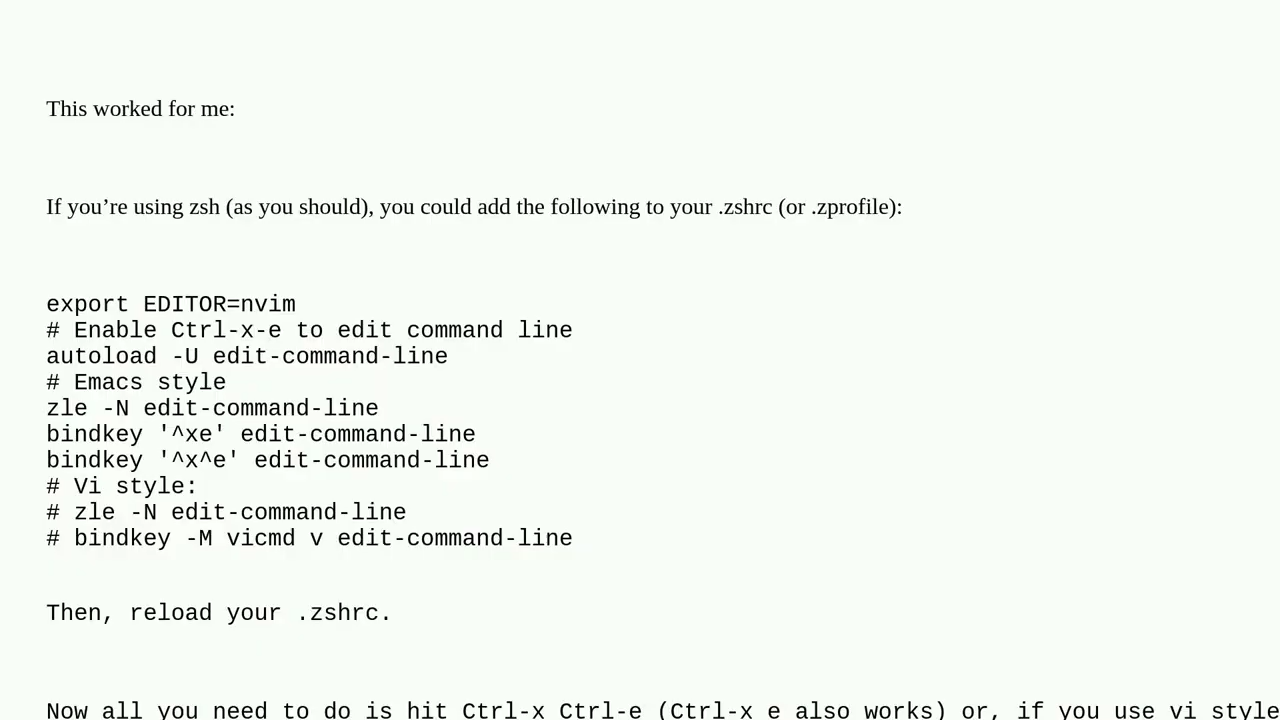 This worked for me:
If you’re using zsh (as you should), you could add the following to your .zshrc (or .zprofile):
export EDITOR=nvim
# Enable Ctrl-x-e to edit command line
autoload -U edit-command-line
# Emacs style
zle -N edit-command-line
bindkey '^xe' edit-command-line
bindkey '^x^e' edit-command-line
# Vi style:
# zle -N edit-command-line
# bindkey -M vicmd v edit-command-line
Then, reload your .zshrc.
Now all you need to do is hit Ctrl-x Ctrl-e (Ctrl-x e also works) or, if you use vi style